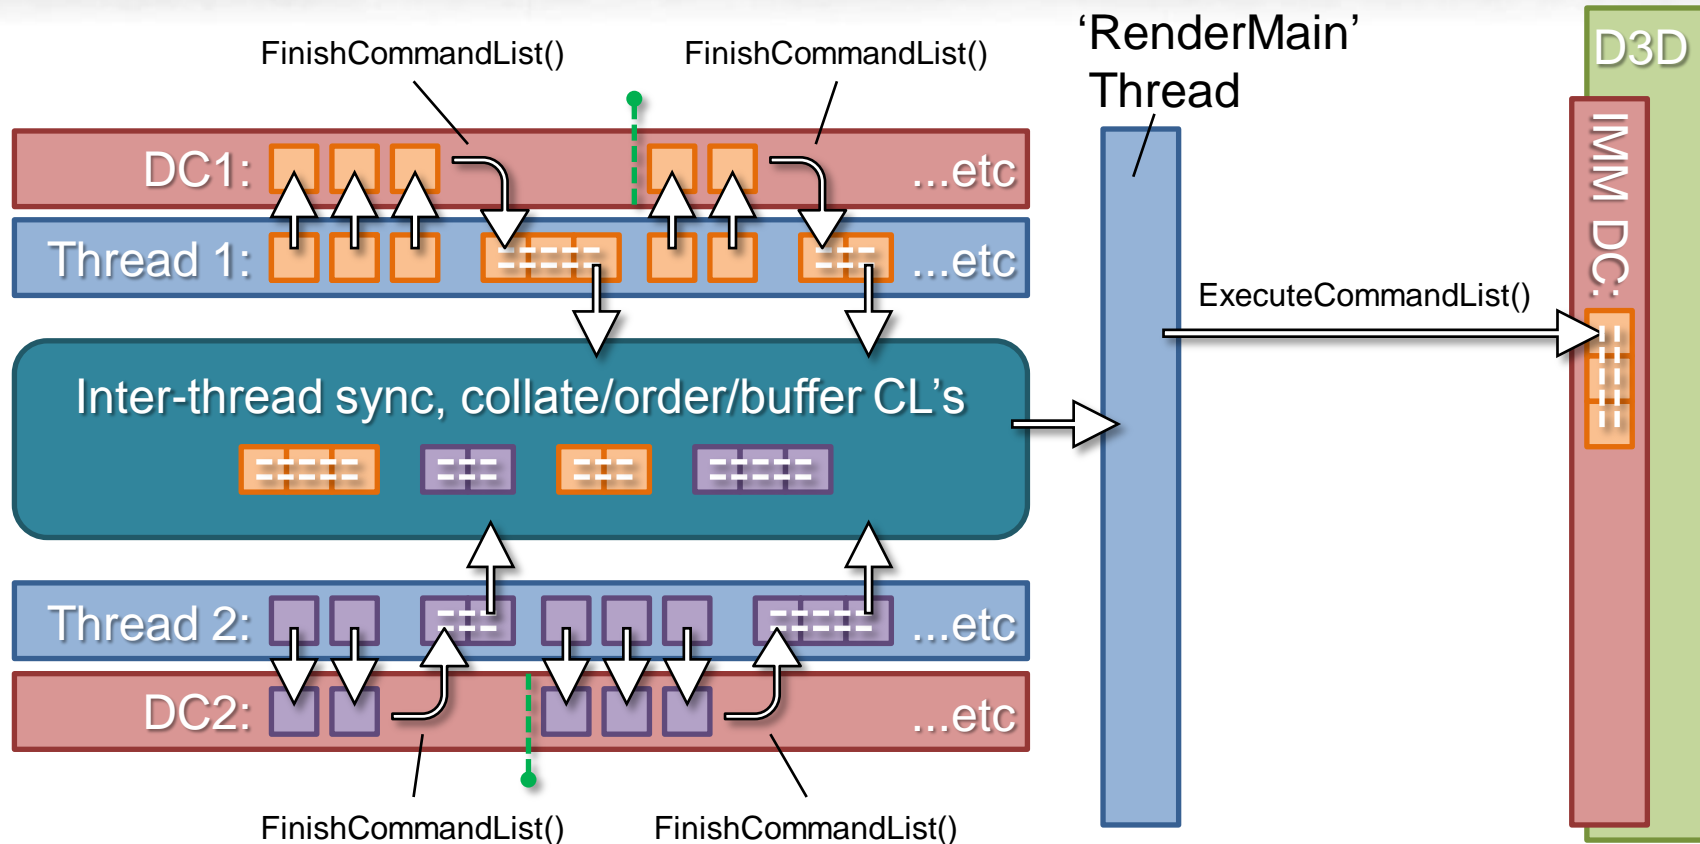 FinishCommandList()
FinishCommandList()
‘RenderMain’
Thread
D3D
DC1:
...etc
Thread 1:
...etc
IMM DC:
ExecuteCommandList()
Inter-thread sync, collate/order/buffer CL's
Thread 2:
...etc
DC2:
...etc
FinishCommandList()
FinishCommandList()